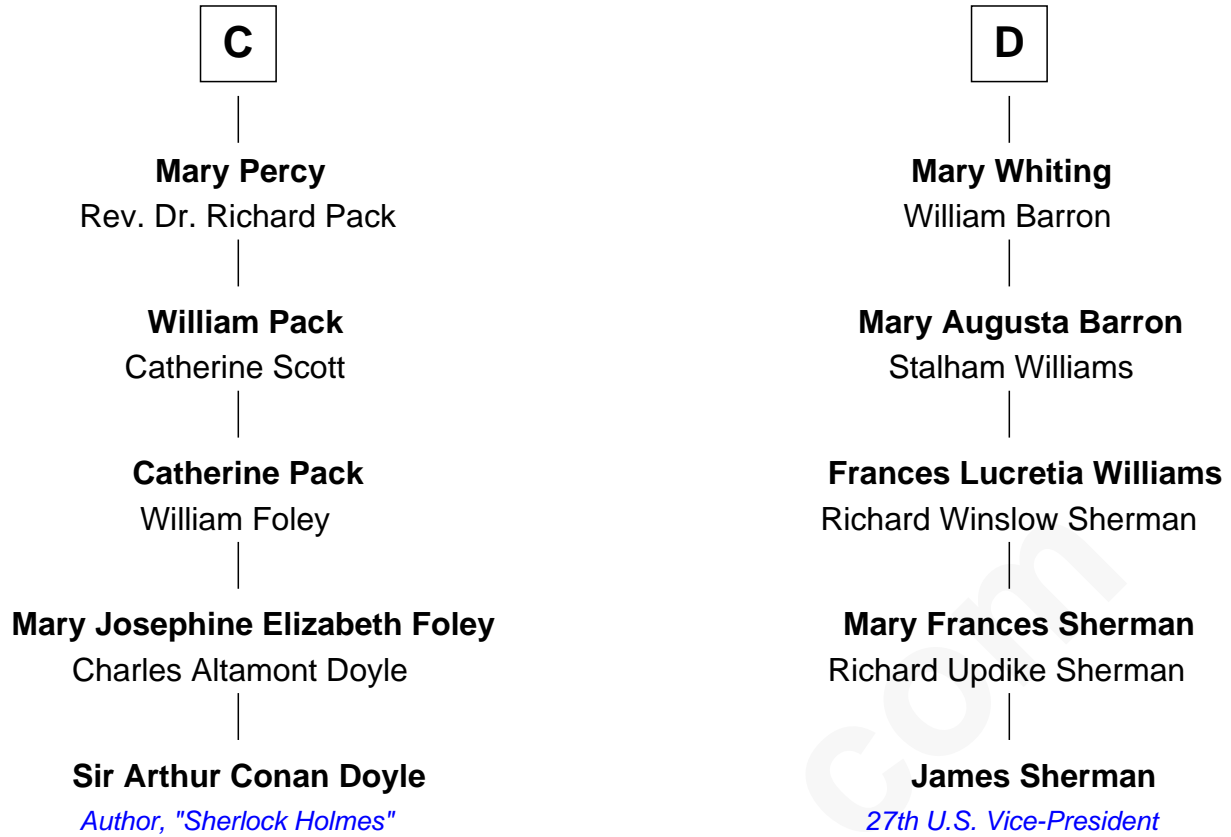 C
Mary Percy
Rev. Dr. Richard Pack
William Pack
Catherine Scott
Catherine Pack
William Foley
Mary Josephine Elizabeth Foley
Charles Altamont Doyle
Sir Arthur Conan Doyle
Author, "Sherlock Holmes"
D
Mary Whiting
William Barron
Mary Augusta Barron
Stalham Williams
Frances Lucretia Williams
Richard Winslow Sherman
Mary Frances Sherman
Richard Updike Sherman
James Sherman
27th U.S. Vice-President
com